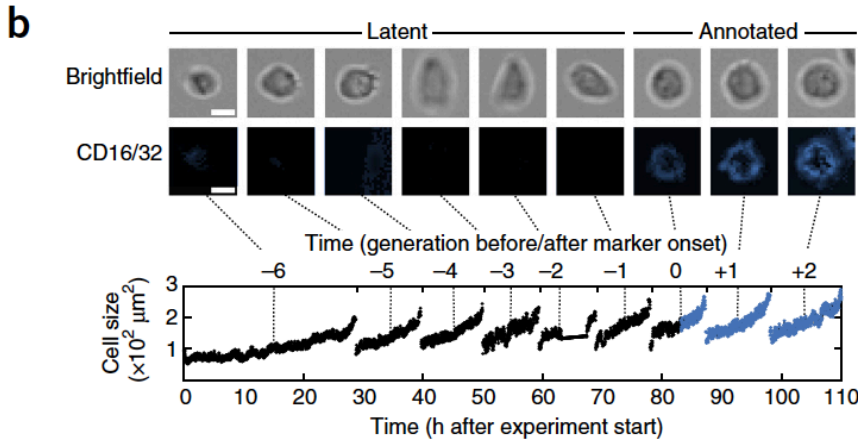 b
Latent Annotated
Brightfield
CD16/32
Time (generation before/after marker onset)
–6 –5 –4 –3 –2 –1 0 +1 +2
Cell size
(×10² μm²)
3
2
1
0 10 20 30 40 50 60 70 80 90 100 110
Time (h after experiment start)